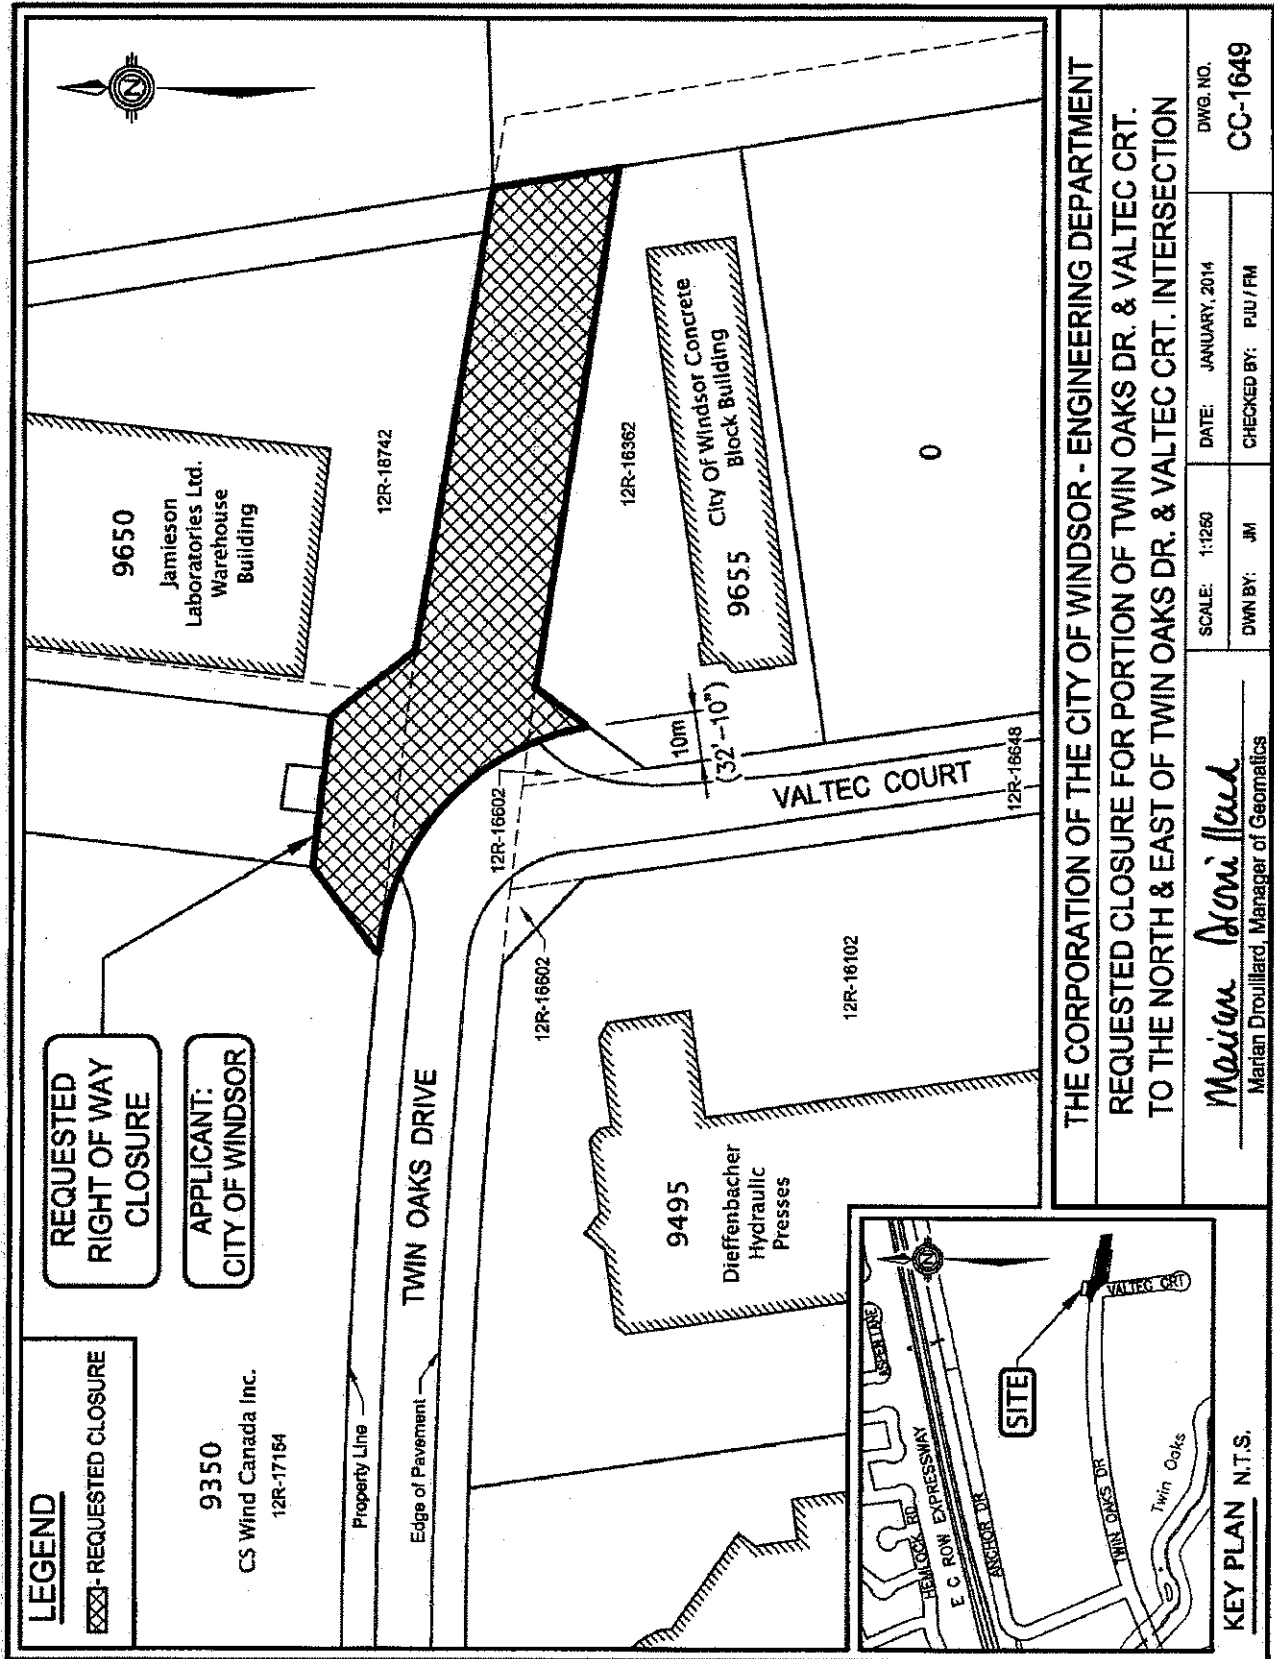 LEGEND
- REQUESTED CLOSURE
REQUESTED
RIGHT OF WAY
CLOSURE
APPLICANT:
CITY OF WINDSOR
N
9350
CS Wind Canada Inc.
12R-17164
9650
Jamieson
Laboratories Ltd.
Warehouse
Building
12R-18742
Property Line
TWIN OAKS DRIVE
Edge of Pavement
12R-16602
12R-16602
12R-16362
City Of Windsor Concrete
Block Building
9655
10m
(32'-10")
VALTEC COURT
12R-16648
0
12R-16102
9495
Dieffenbacher
Hydraulic
Presses
N
HEMLOCK RD
ASPEN LANE
E C ROW EXPRESSWAY
ANCHOR DR
SITE
VALTEC CRT
TWIN OAKS DR
Twin Oaks
KEY PLAN N.T.S.
THE CORPORATION OF THE CITY OF WINDSOR - ENGINEERING DEPARTMENT
REQUESTED CLOSURE FOR PORTION OF TWIN OAKS DR. & VALTEC CRT.
TO THE NORTH & EAST OF TWIN OAKS DR. & VALTEC CRT. INTERSECTION
Marian Drouillard
Marian Drouillard, Manager of Geomatics
SCALE: 1:1250
DATE: JANUARY, 2014
DWN BY: JM
CHECKED BY: PJU / FM
DWG. NO.
CC-1649